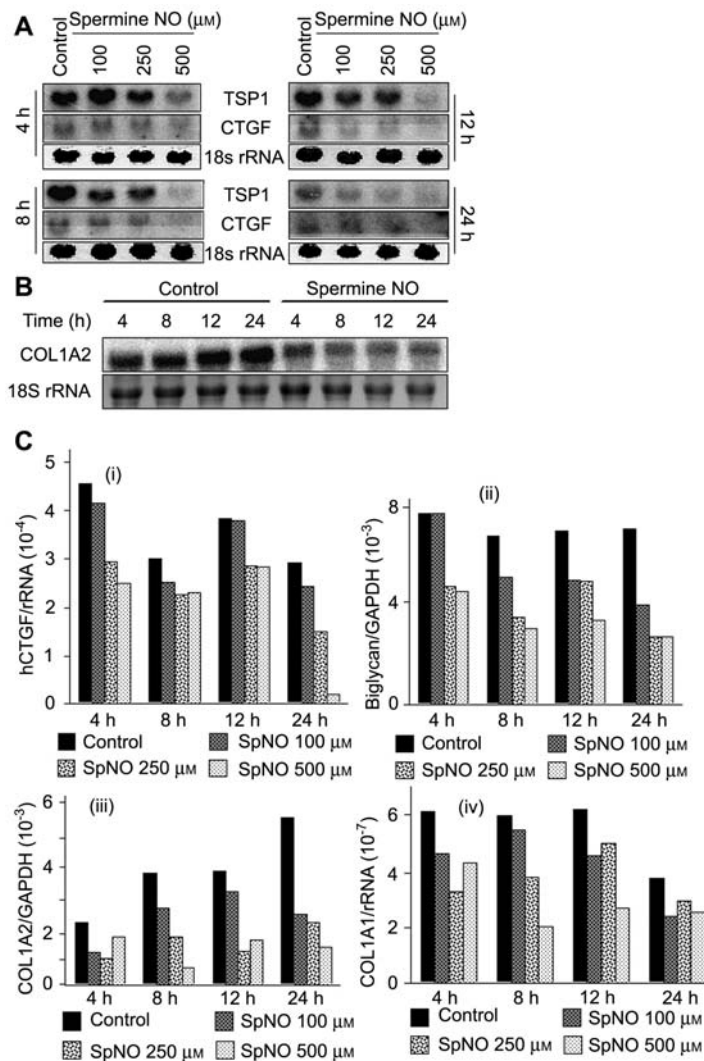 A
Spermine NO (µM) Spermine NO (µM)
Control 100 250 500 Control 100 250 500
4 h TSP1 12 h
CTGF
18s rRNA
8 h TSP1 24 h
CTGF
18s rRNA
B
Control Spermine NO
Time (h) 4 8 12 24 4 8 12 24
COL1A2
18S rRNA
C
(i)
hCTGF/rRNA (10-4)
5
4
3
2
1
0
4 h 8 h 12 h 24 h
Control SpNO 100 µM
SpNO 250 µM SpNO 500 µM
(ii)
Biglycan/GAPDH (10-3)
8
4
0
4 h 8 h 12 h 24 h
Control SpNO 100 µM
SpNO 250 µM SpNO 500 µM
(iii)
COL1A2/GAPDH (10-3)
6
4
2
0
4 h 8 h 12 h 24 h
Control SpNO 100 µM
SpNO 250 µM SpNO 500 µM
(iv)
COL1A1/rRNA (10-7)
6
4
2
0
4 h 8 h 12 h 24 h
Control SpNO 100 µM
SpNO 250 µM SpNO 500 µM